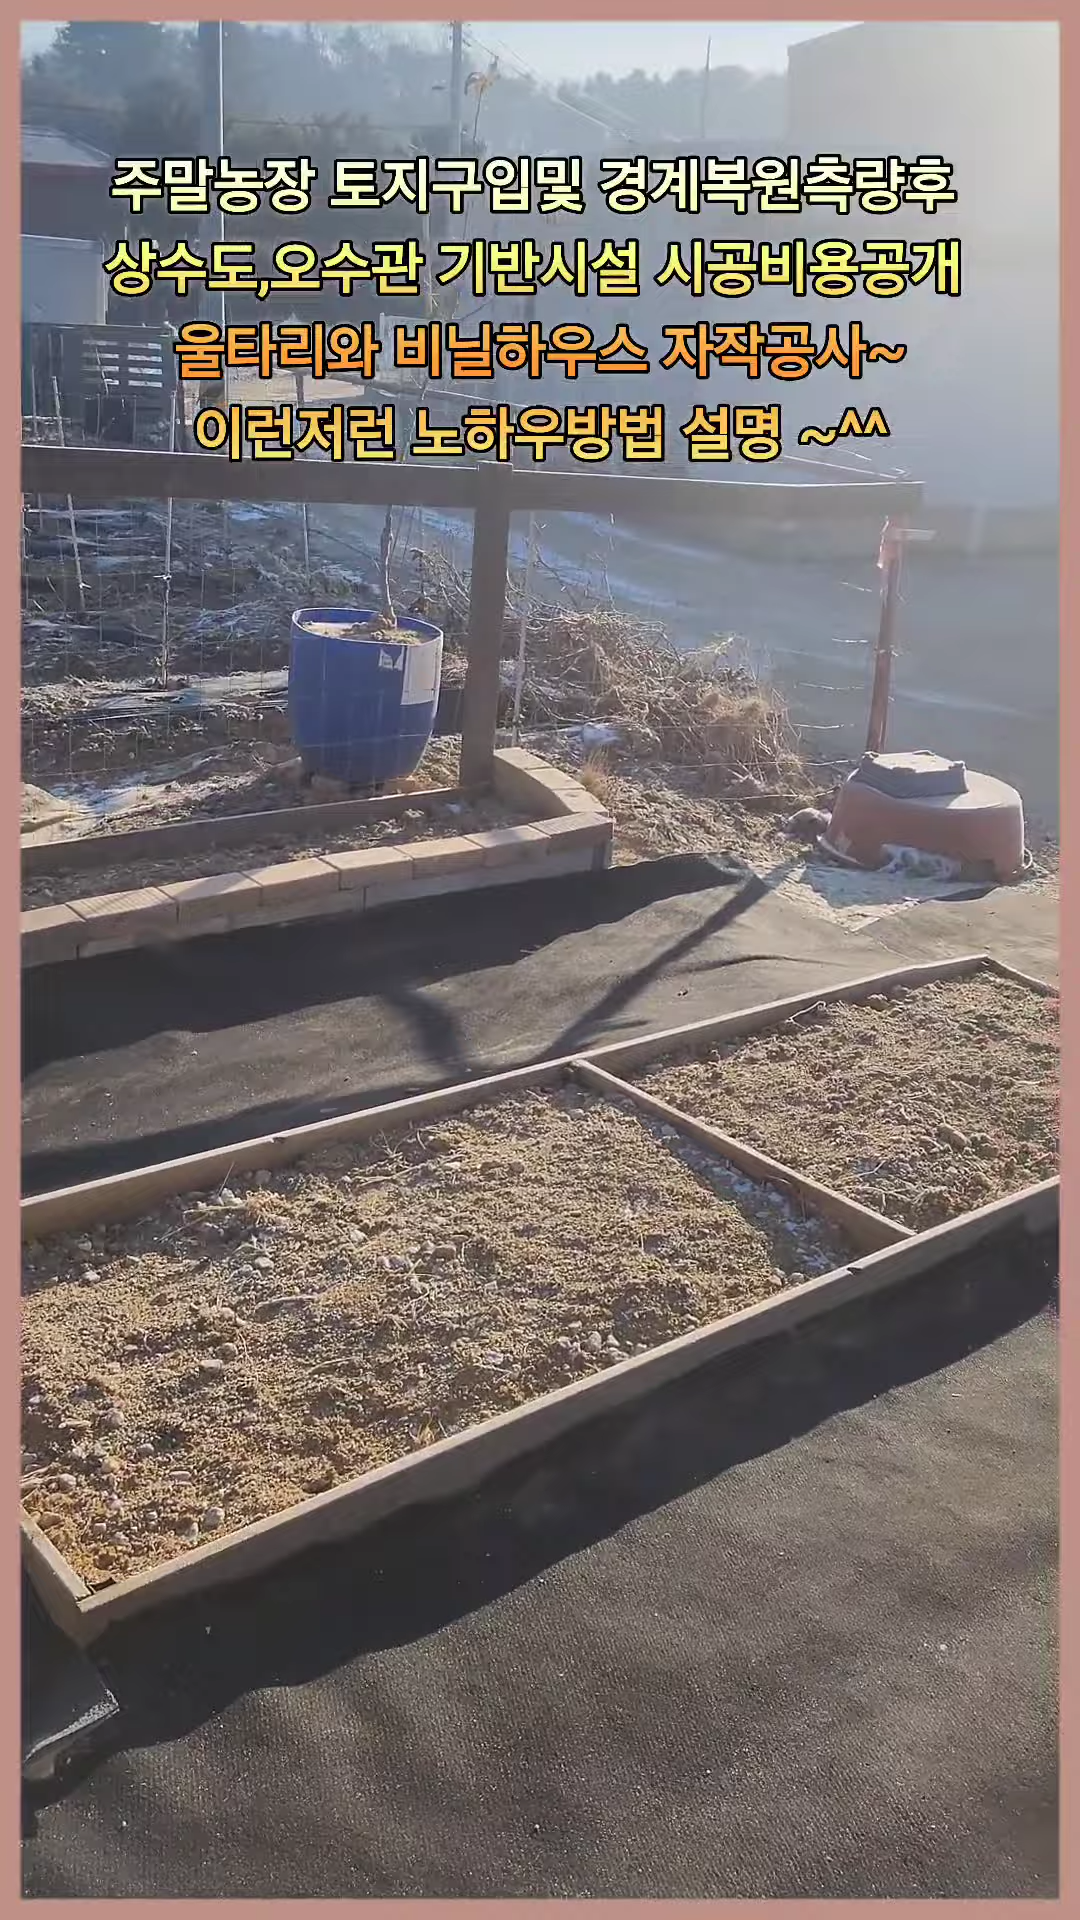 주말농장 토지구입및 경계복원측량후
상수도,오수관 기반시설 시공비용공개
울타리와 비닐하우스 자작공사~
이런저런 노하우방법 설명 ~^^